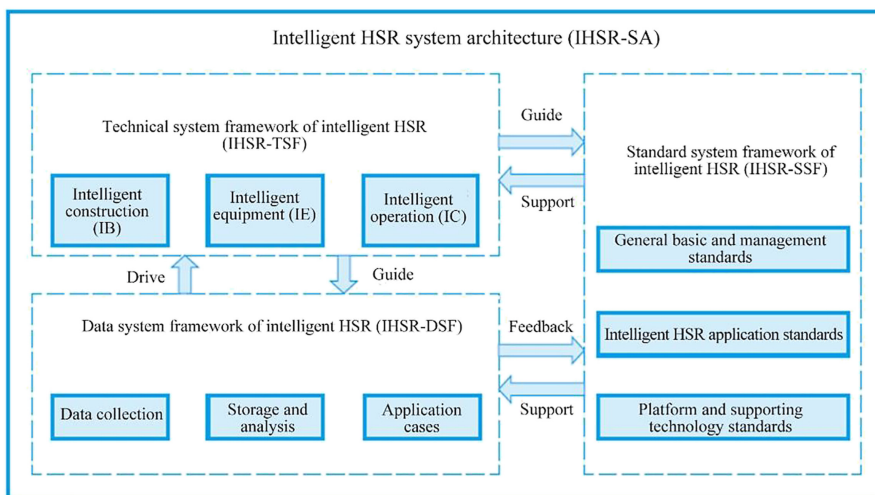 Intelligent HSR system architecture (IHSR-SA)
Technical system framework of intelligent HSR
(IHSR-TSF)
Intelligent
construction
(IB)
Intelligent
equipment (IE)
Intelligent
operation (IC)
Guide
Support
Standard system framework of
intelligent HSR (IHSR-SSF)
General basic and management
standards
Intelligent HSR application standards
Platform and supporting
technology standards
Drive
Guide
Data system framework of intelligent HSR (IHSR-DSF)
Data collection
Storage and
analysis
Application
cases
Feedback
Support